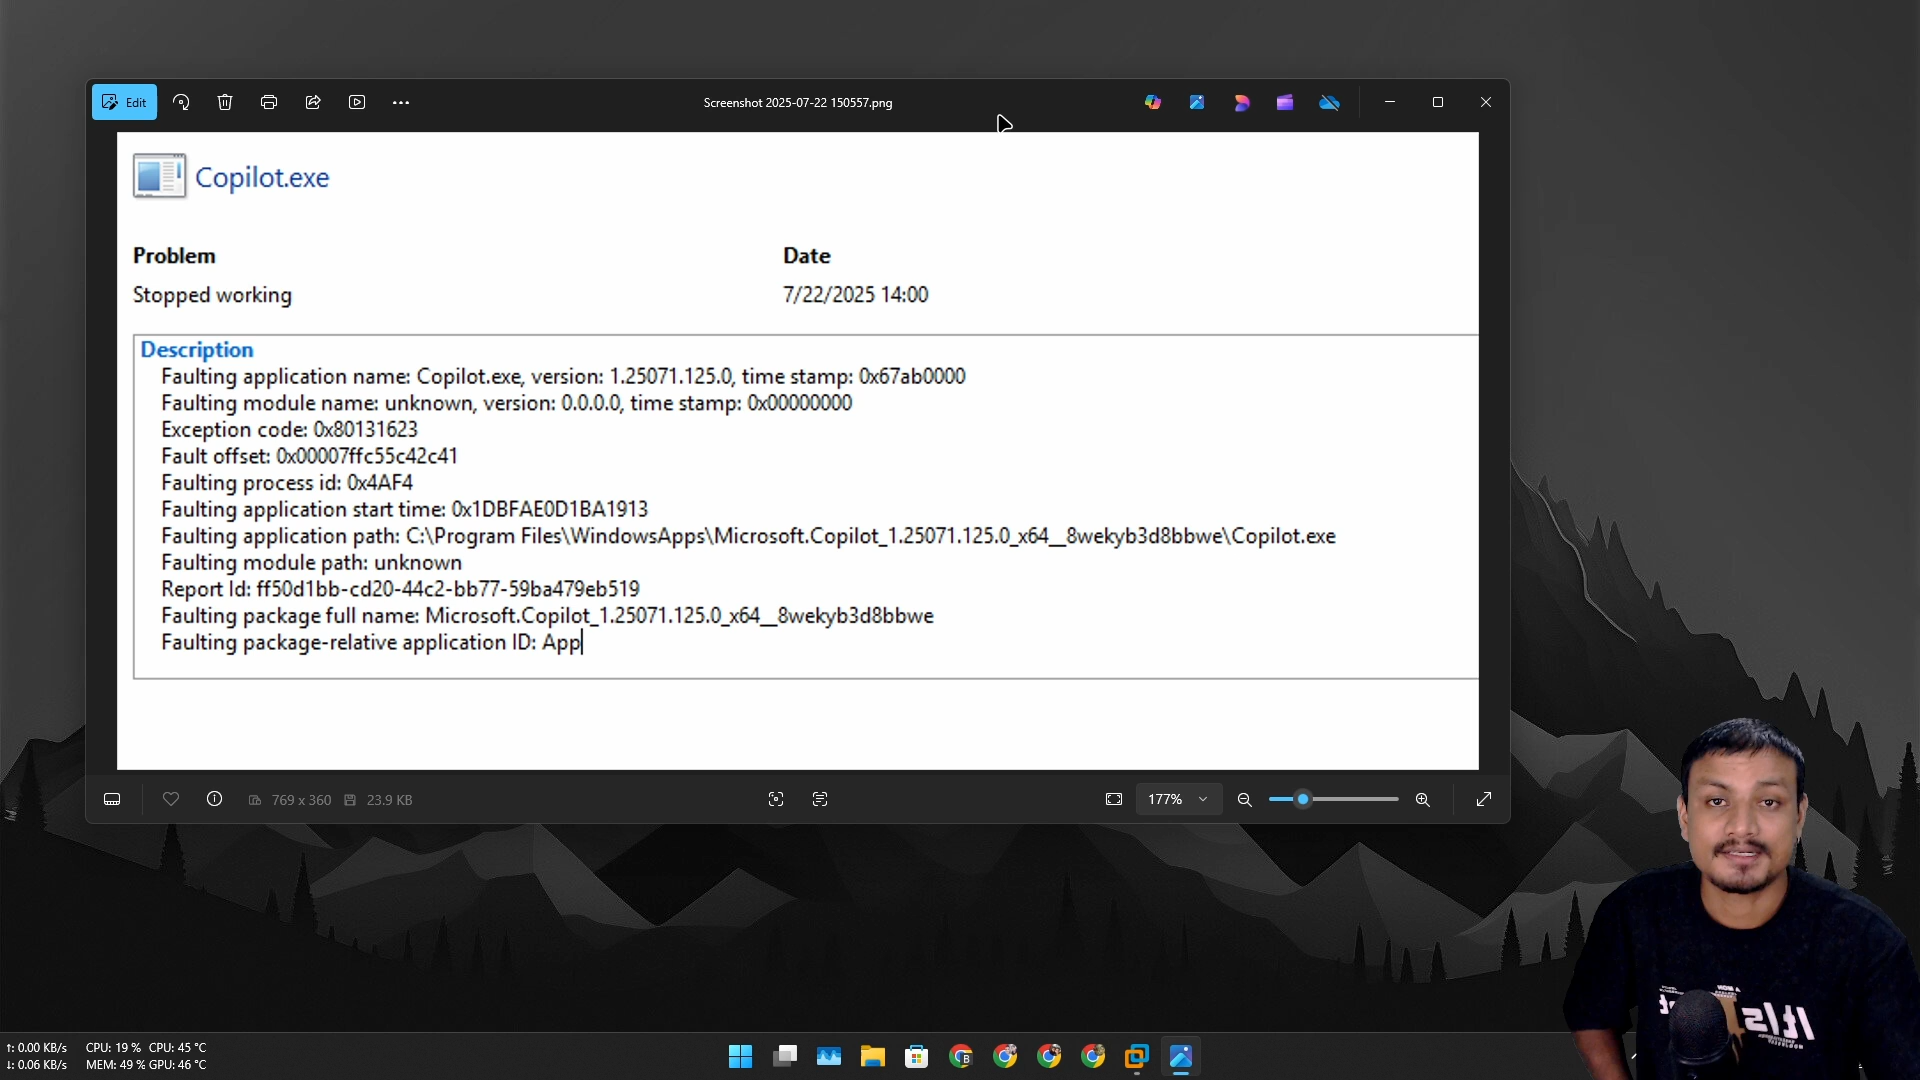 Edit
Screenshot 2025-07-22 150557.png
Copilot.exe
Problem
Date
Stopped working
7/22/2025 14:00
Description
Faulting application name: Copilot.exe, version: 1.25071.125.0, time stamp: 0x67ab0000
Faulting module name: unknown, version: 0.0.0.0, time stamp: 0x00000000
Exception code: 0x80131623
Fault offset: 0x00007ffc55c42c41
Faulting process id: 0x4AF4
Faulting application start time: 0x1DBFAE0D1BA1913
Faulting application path: C:\Program Files\WindowsApps\Microsoft.Copilot_1.25071.125.0_x64__8wekyb3d8bbwe\Copilot.exe
Faulting module path: unknown
Report Id: ff50d1bb-cd20-44c2-bb77-59ba479eb519
Faulting package full name: Microsoft.Copilot_1.25071.125.0_x64__8wekyb3d8bbwe
Faulting package-relative application ID: App
769 x 360
23.9 KB
177%
↑: 0.00 KB/s CPU: 19 % CPU: 45 °C
↓: 0.06 KB/s MEM: 49 % GPU: 46 °C